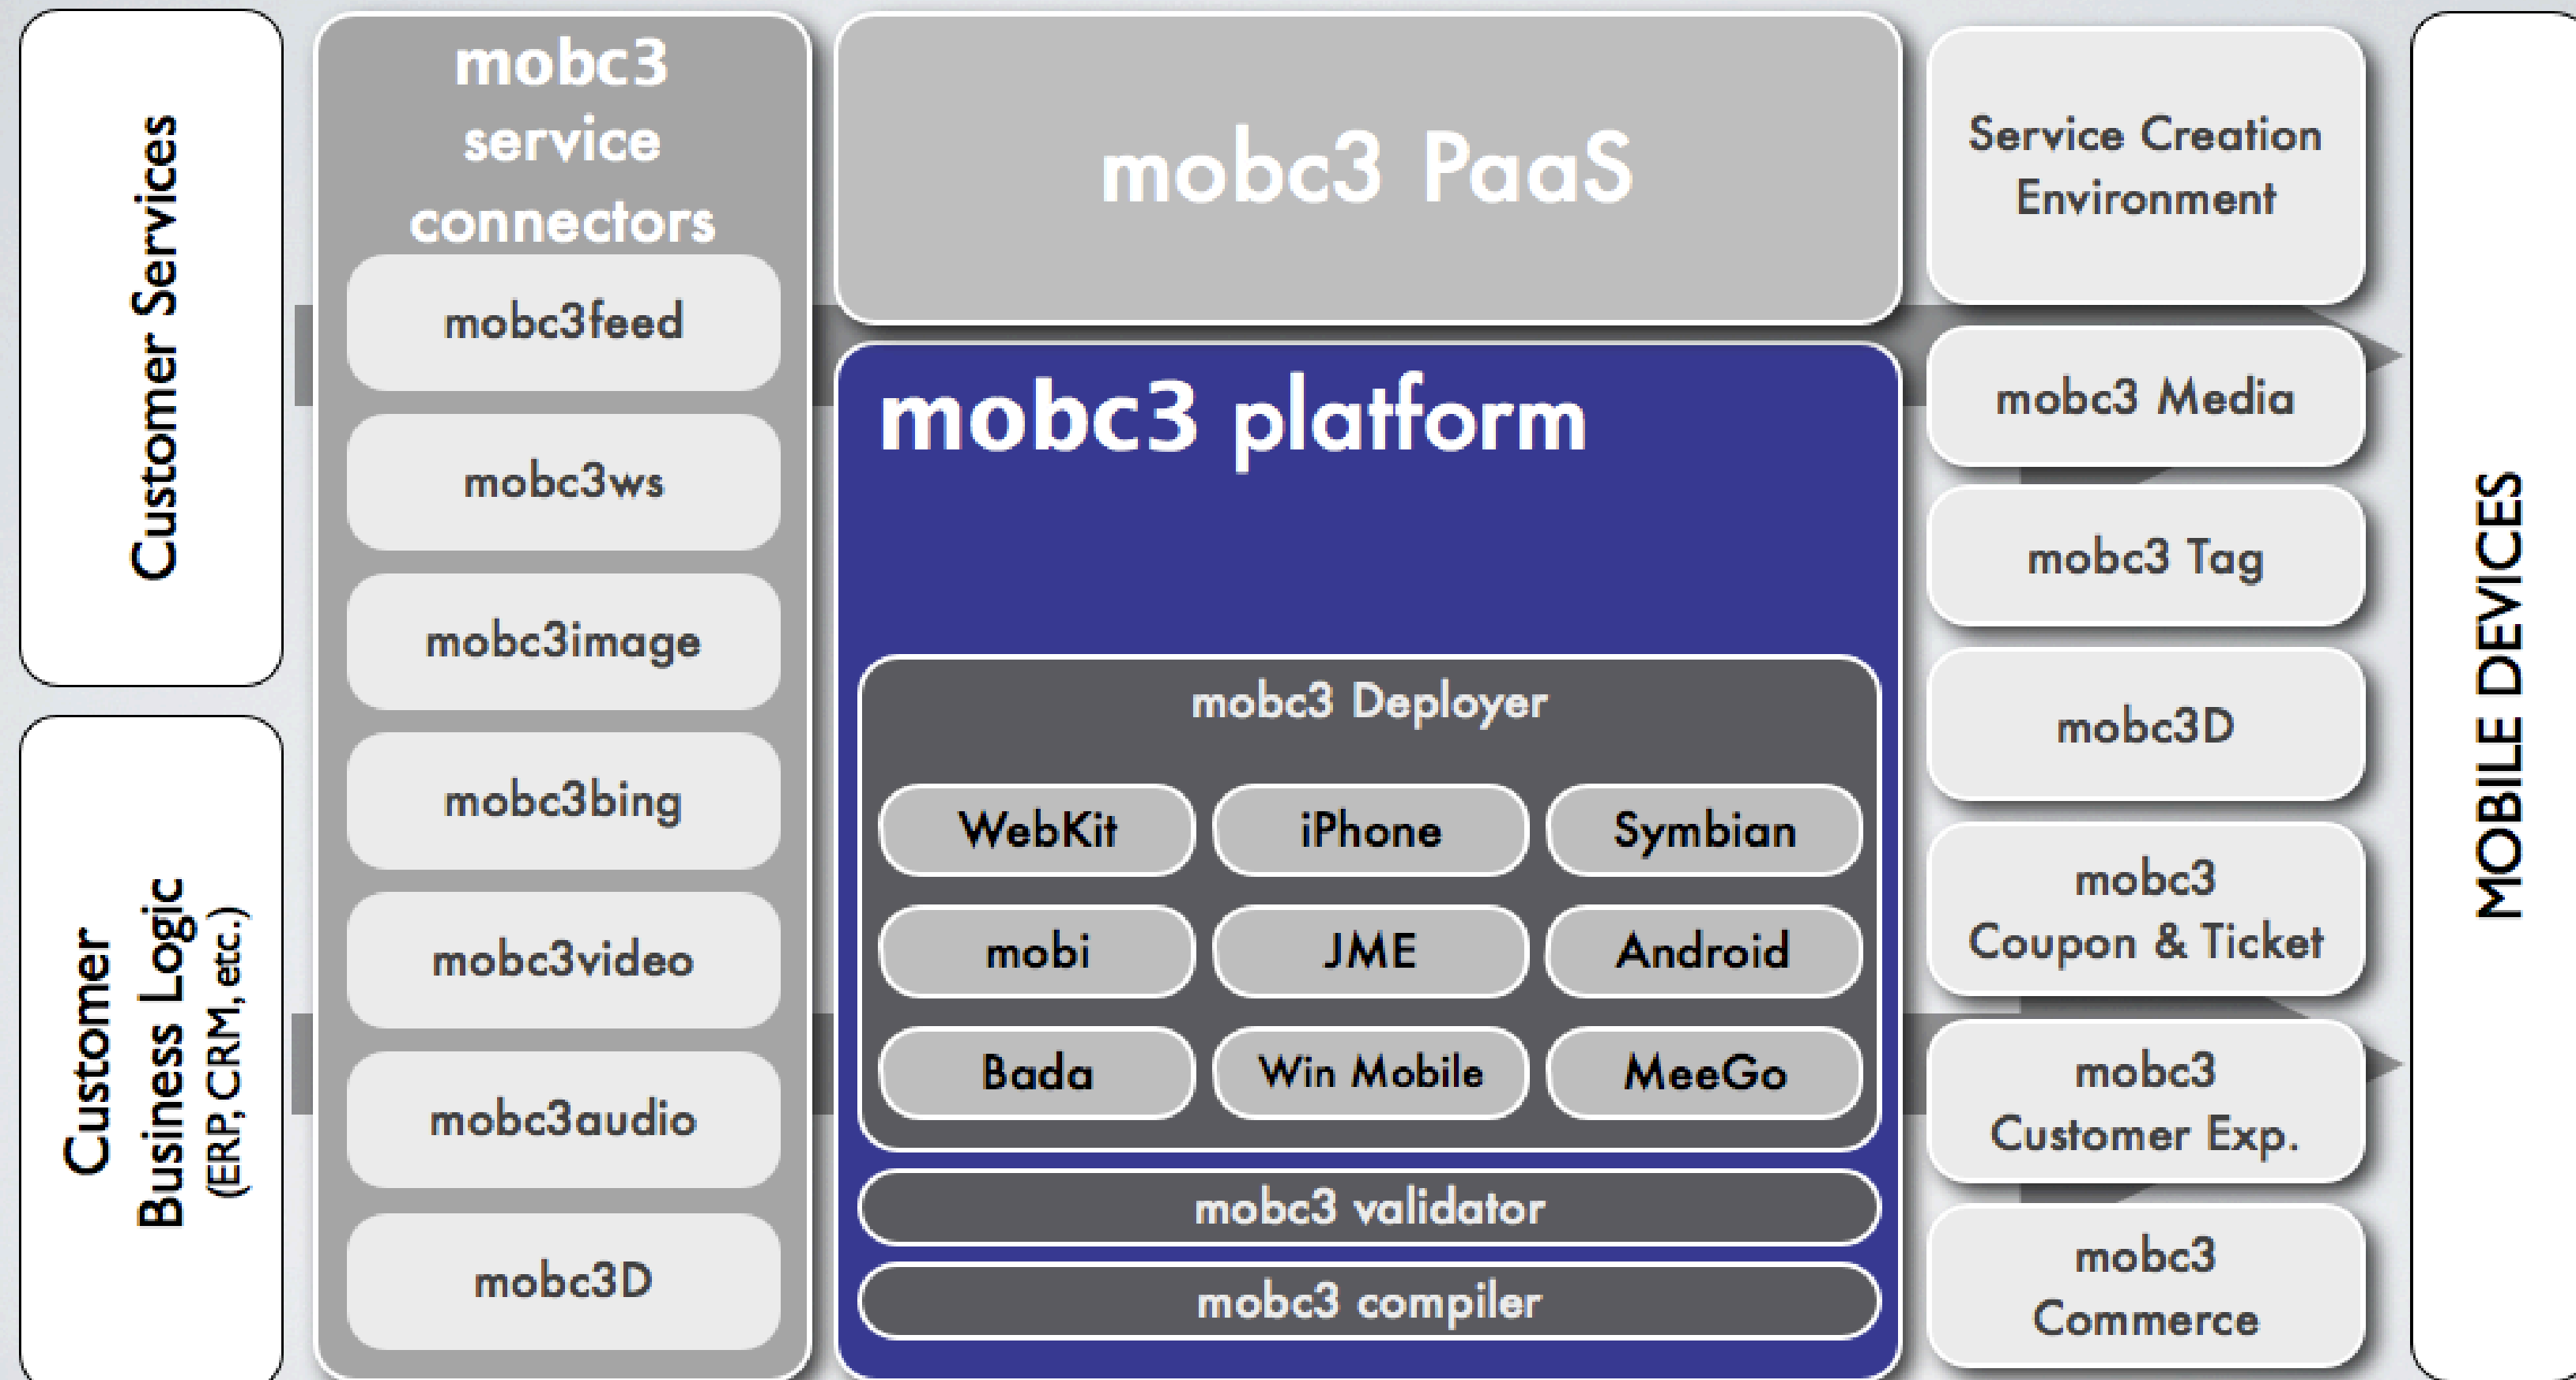 Customer Services
Customer
Business Logic
(ERP, CRM, etc.)
mobc3
service
connectors
mobc3feed
mobc3ws
mobc3image
mobc3bing
mobc3video
mobc3audio
mobc3D
mobc3 PaaS
mobc3 platform
mobc3 Deployer
WebKit
iPhone
Symbian
mobi
JME
Android
Bada
Win Mobile
MeeGo
mobc3 validator
mobc3 compiler
Service Creation
Environment
mobc3 Media
mobc3 Tag
mobc3D
mobc3
Coupon & Ticket
mobc3
Customer Exp.
mobc3
Commerce
MOBILE DEVICES